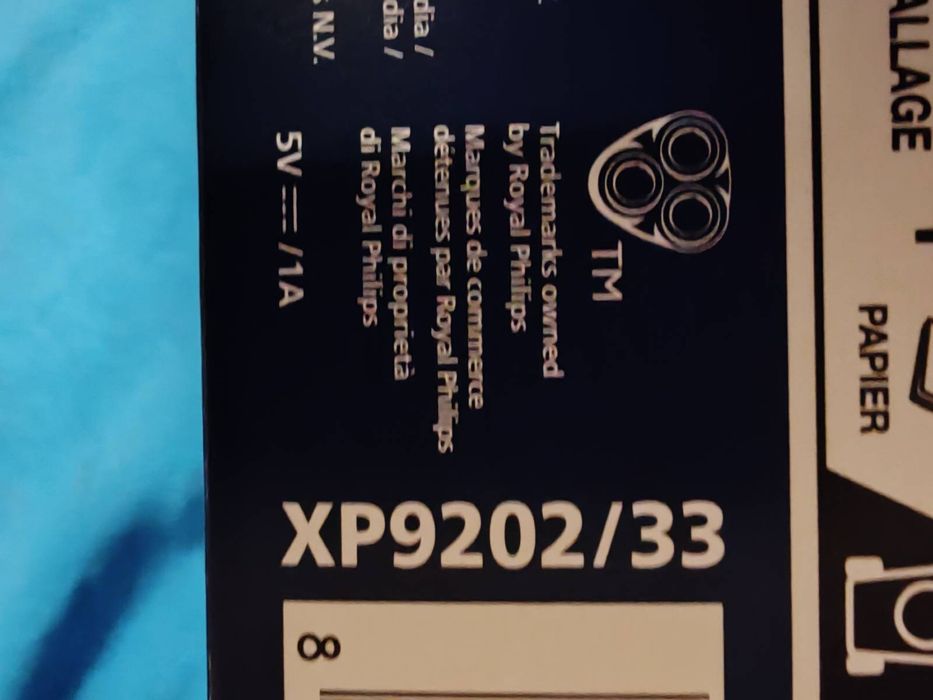 N.V.
dia /
dia /
5V ⎓ /1A
TM
Trademarks owned
by Royal Philips
Marques de commerce
détenues par Royal Philips
Marchi di proprietà
di Royal Philips
XP9202/33
8
PAPIER